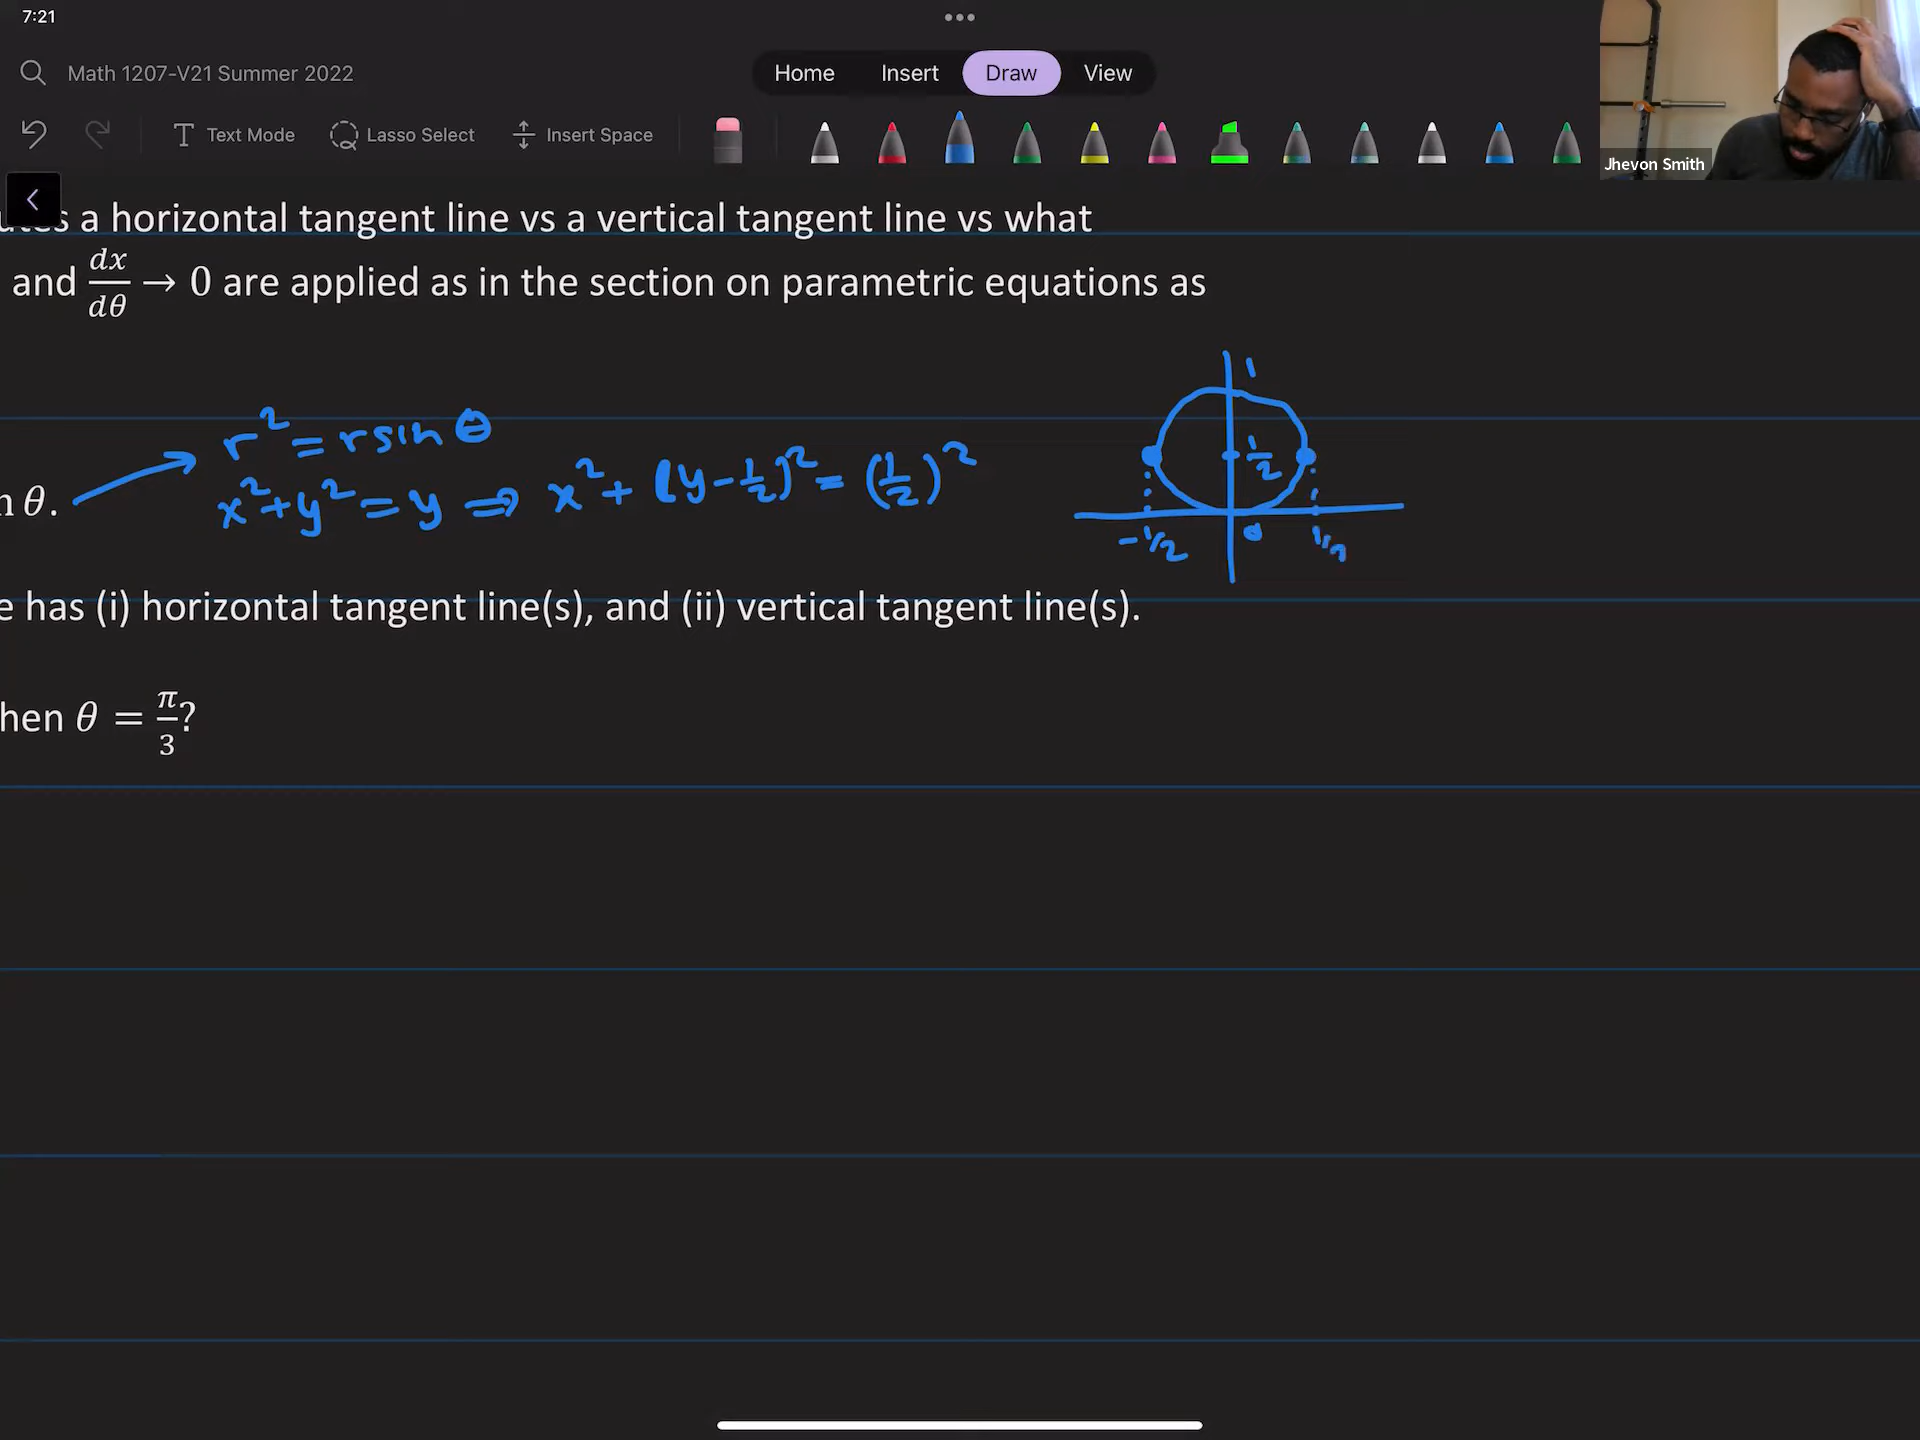 7:21
Math 1207-V21 Summer 2022
Home Insert Draw View
Text Mode Lasso Select Insert Space
Jhevon Smith
a horizontal tangent line vs a vertical tangent line vs what
and dx/dθ → 0 are applied as in the section on parametric equations as
1
r² = r sin θ
n θ.
x² + y² = y ⇒ x² + (y - 1/2)² = (1/2)²
1/2
-1/2 0 1/2
e has (i) horizontal tangent line(s), and (ii) vertical tangent line(s).
hen θ = π/3?